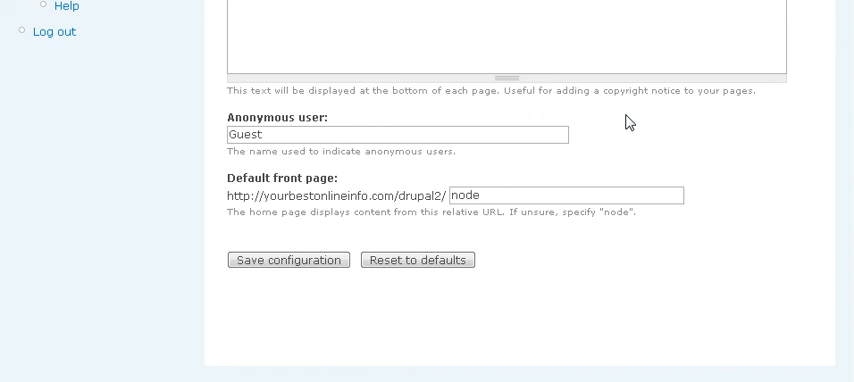 Help
Log out
This text will be displayed at the bottom of each page. Useful for adding a copyright notice to your pages.
Anonymous user:
Guest
The name used to indicate anonymous users.
Default front page:
http://yourbestonlineinfo.com/drupal2/ node
The home page displays content from this relative URL. If unsure, specify "node".
Save configuration Reset to defaults